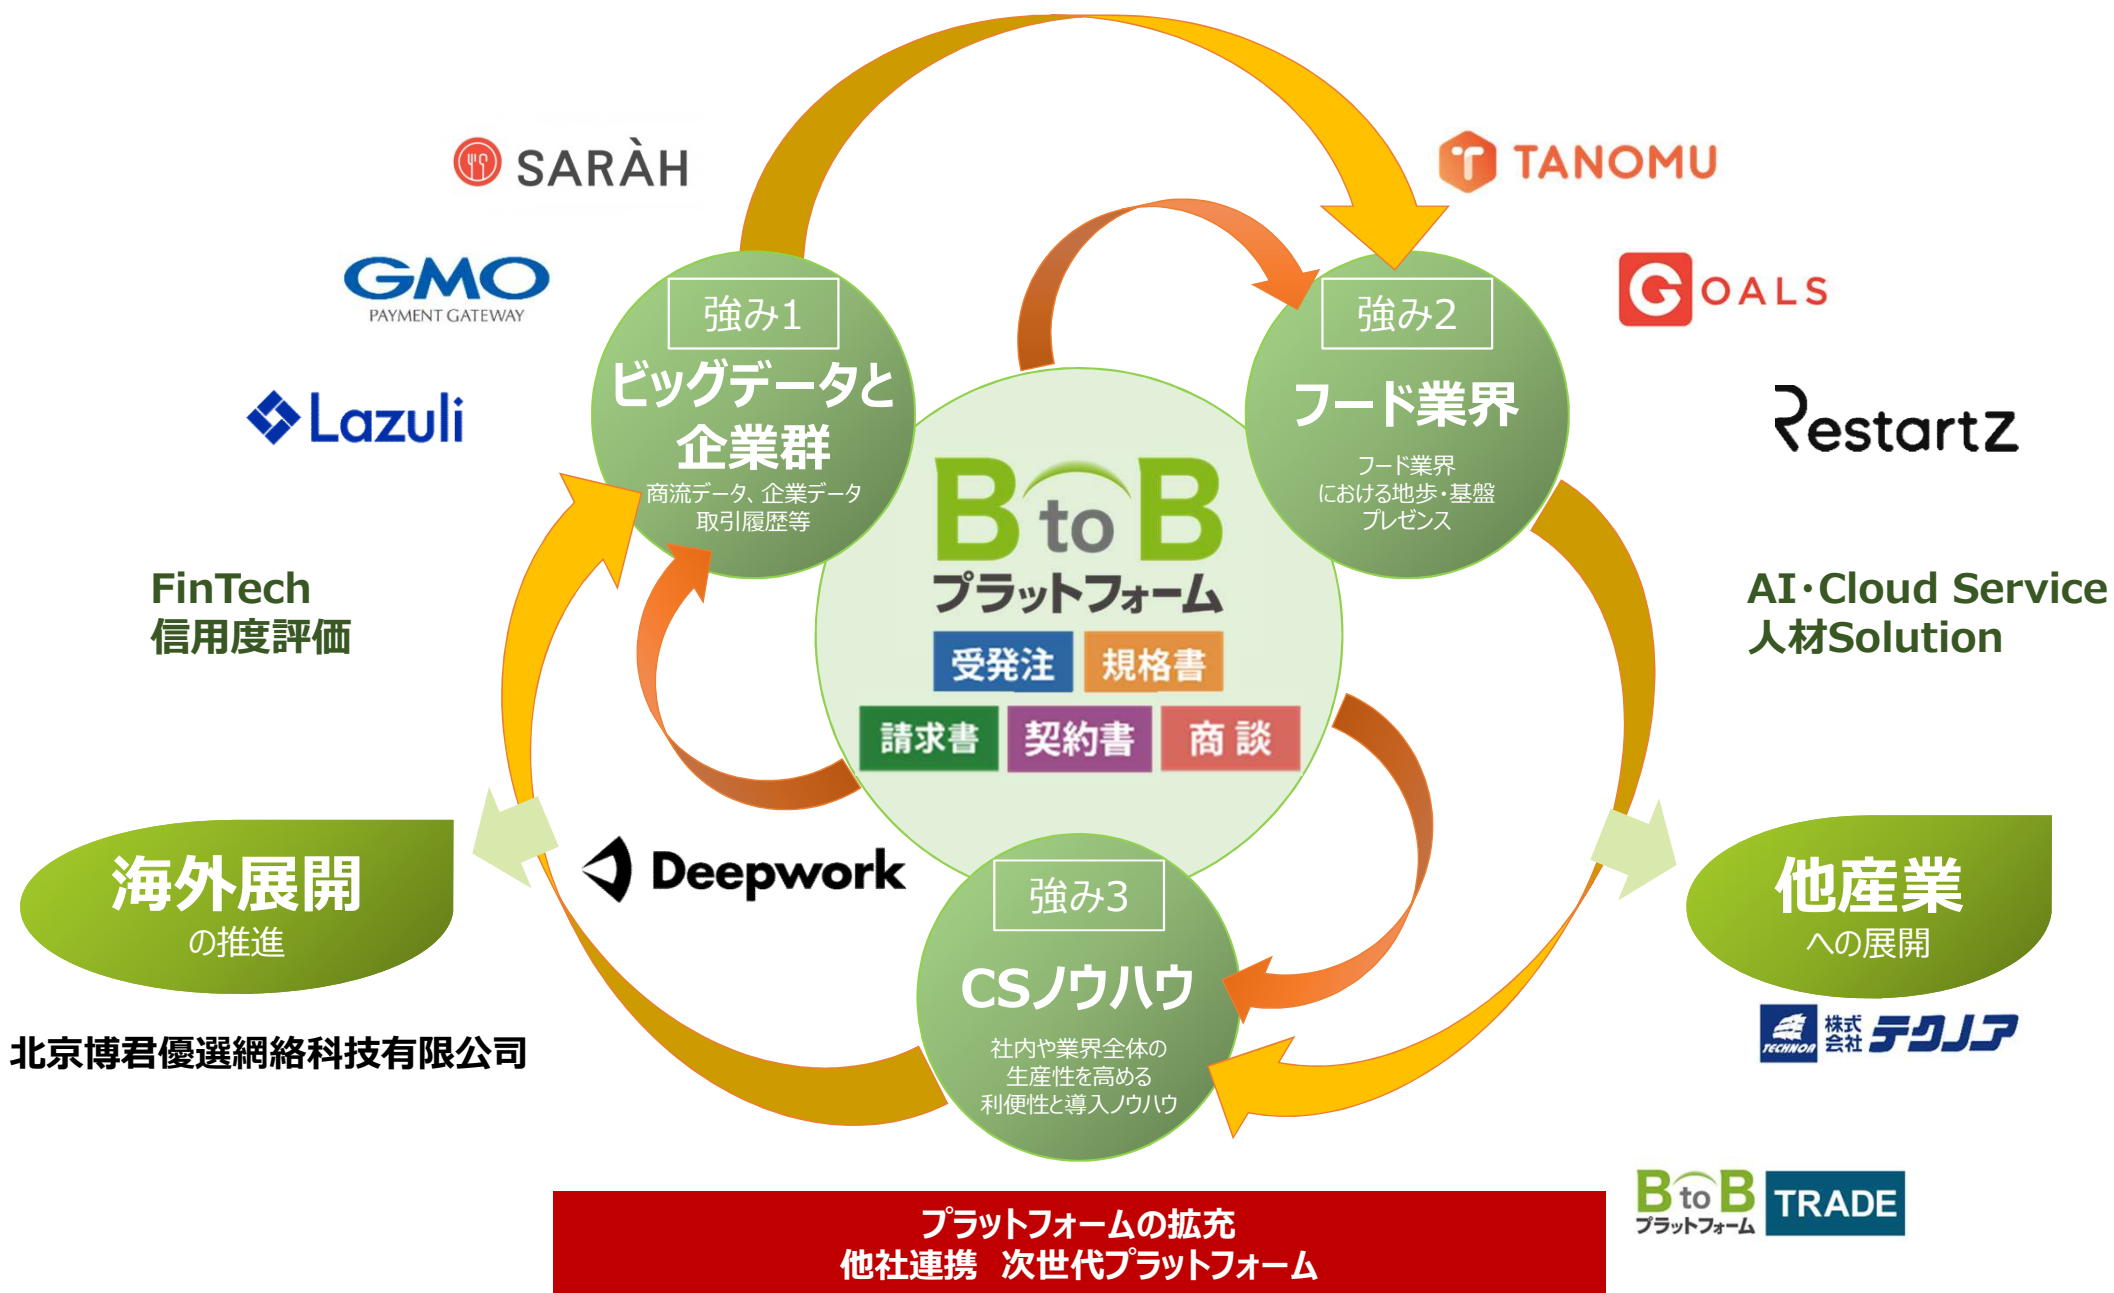 SARÀH
TANOMU
GMO
PAYMENT GATEWAY
GOALS
Lazuli
RestartZ
強み1
ビッグデータと
企業群
商流データ、企業データ
取引履歴等
強み2
フード業界
フード業界
における地歩・基盤
プレゼンス
BtoB
プラットフォーム
受発注
規格書
請求書
契約書
商談
FinTech
信用度評価
AI・Cloud Service
人材Solution
Deepwork
海外展開
の推進
北京博君優選網絡科技有限公司
強み3
CSノウハウ
社内や業界全体の
生産性を高める
利便性と導入ノウハウ
他産業
への展開
TECHNOA
株式
会社
テクノア
BtoB
プラットフォーム
TRADE
プラットフォームの拡充
他社連携　次世代プラットフォーム